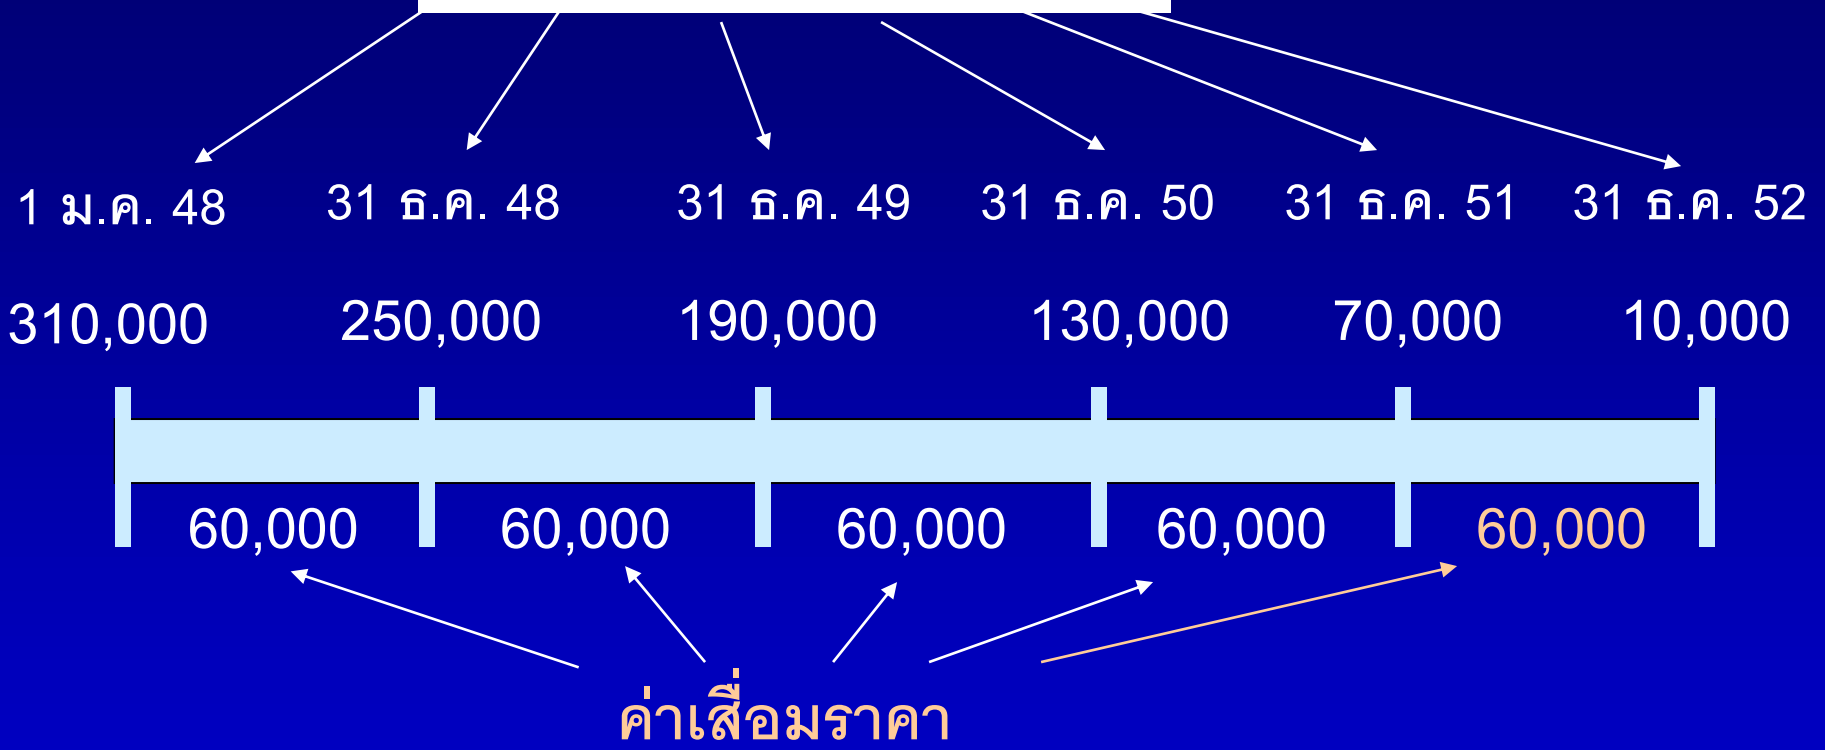 1 ม.ค. 48 31 ธ.ค. 48 31 ธ.ค. 49 31 ธ.ค. 50 31 ธ.ค. 51 31 ธ.ค. 52
310,000 250,000 190,000 130,000 70,000 10,000
60,000 60,000 60,000 60,000 60,000
ค่าเสื่อมราคา